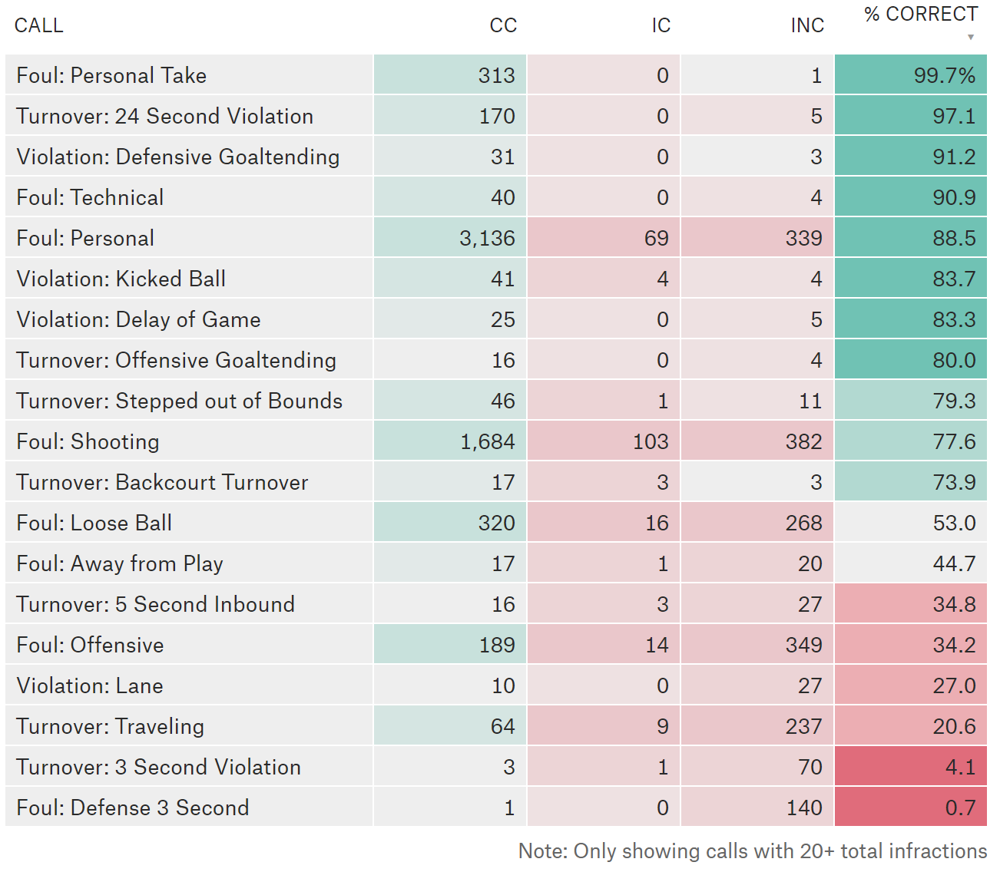 CALL CC IC INC % CORRECT ▼
Foul: Personal Take 313 0 1 99.7%
Turnover: 24 Second Violation 170 0 5 97.1
Violation: Defensive Goaltending 31 0 3 91.2
Foul: Technical 40 0 4 90.9
Foul: Personal 3,136 69 339 88.5
Violation: Kicked Ball 41 4 4 83.7
Violation: Delay of Game 25 0 5 83.3
Turnover: Offensive Goaltending 16 0 4 80.0
Turnover: Stepped out of Bounds 46 1 11 79.3
Foul: Shooting 1,684 103 382 77.6
Turnover: Backcourt Turnover 17 3 3 73.9
Foul: Loose Ball 320 16 268 53.0
Foul: Away from Play 17 1 20 44.7
Turnover: 5 Second Inbound 16 3 27 34.8
Foul: Offensive 189 14 349 34.2
Violation: Lane 10 0 27 27.0
Turnover: Traveling 64 9 237 20.6
Turnover: 3 Second Violation 3 1 70 4.1
Foul: Defense 3 Second 1 0 140 0.7
Note: Only showing calls with 20+ total infractions